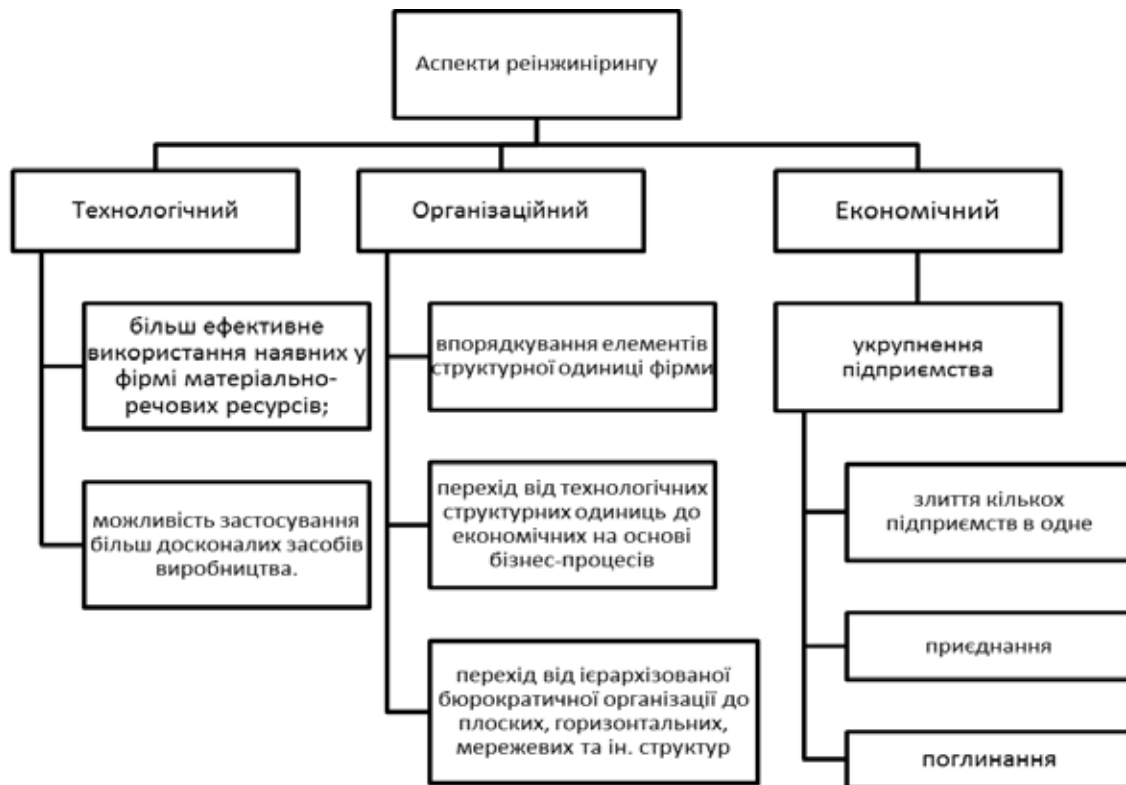 Аспекти реінжинірингу
Технологічний
більш ефективне
використання наявних у
фірмі матеріально-
речових ресурсів;
можливість застосування
більш досконалих засобів
виробництва.
Організаційний
впорядкування елементів
структурної одиниці фірми
перехід від технологічних
структурних одиниць до
економічних на основі
бізнес-процесів
перехід від ієрархізованої
бюрократичної організації до
плоских, горизонтальних,
мережевих та ін. структур
Економічний
укрупнення
підприємства
злиття кількох
підприємств в одне
приєднання
поглинання